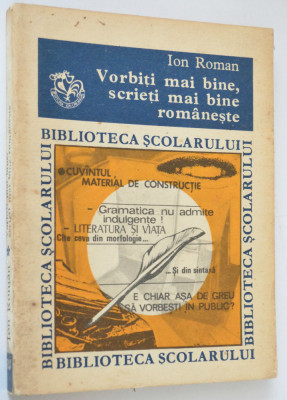 Ion Roman
Vorbiți mai bine,
scrieți mai bine
românește
BIBLIOTECA ȘCOLARULUI
BIBLIOTECA ȘCOLARULUI
BIBLIOTECA ȘCOLARULUI
CUVÎNTUL
MATERIAL DE CONSTRUCȚIE
- Gramatica nu admite
indulgențe !
- LITERATURA ȘI VIAȚA
Cîte ceva din morfologie...
...Și din sintaxă
E CHIAR AȘA DE GREU
SĂ VORBEȘTI ÎN PUBLIC?
BIBLIOTECA ȘCOLARULUI
Ion Roman